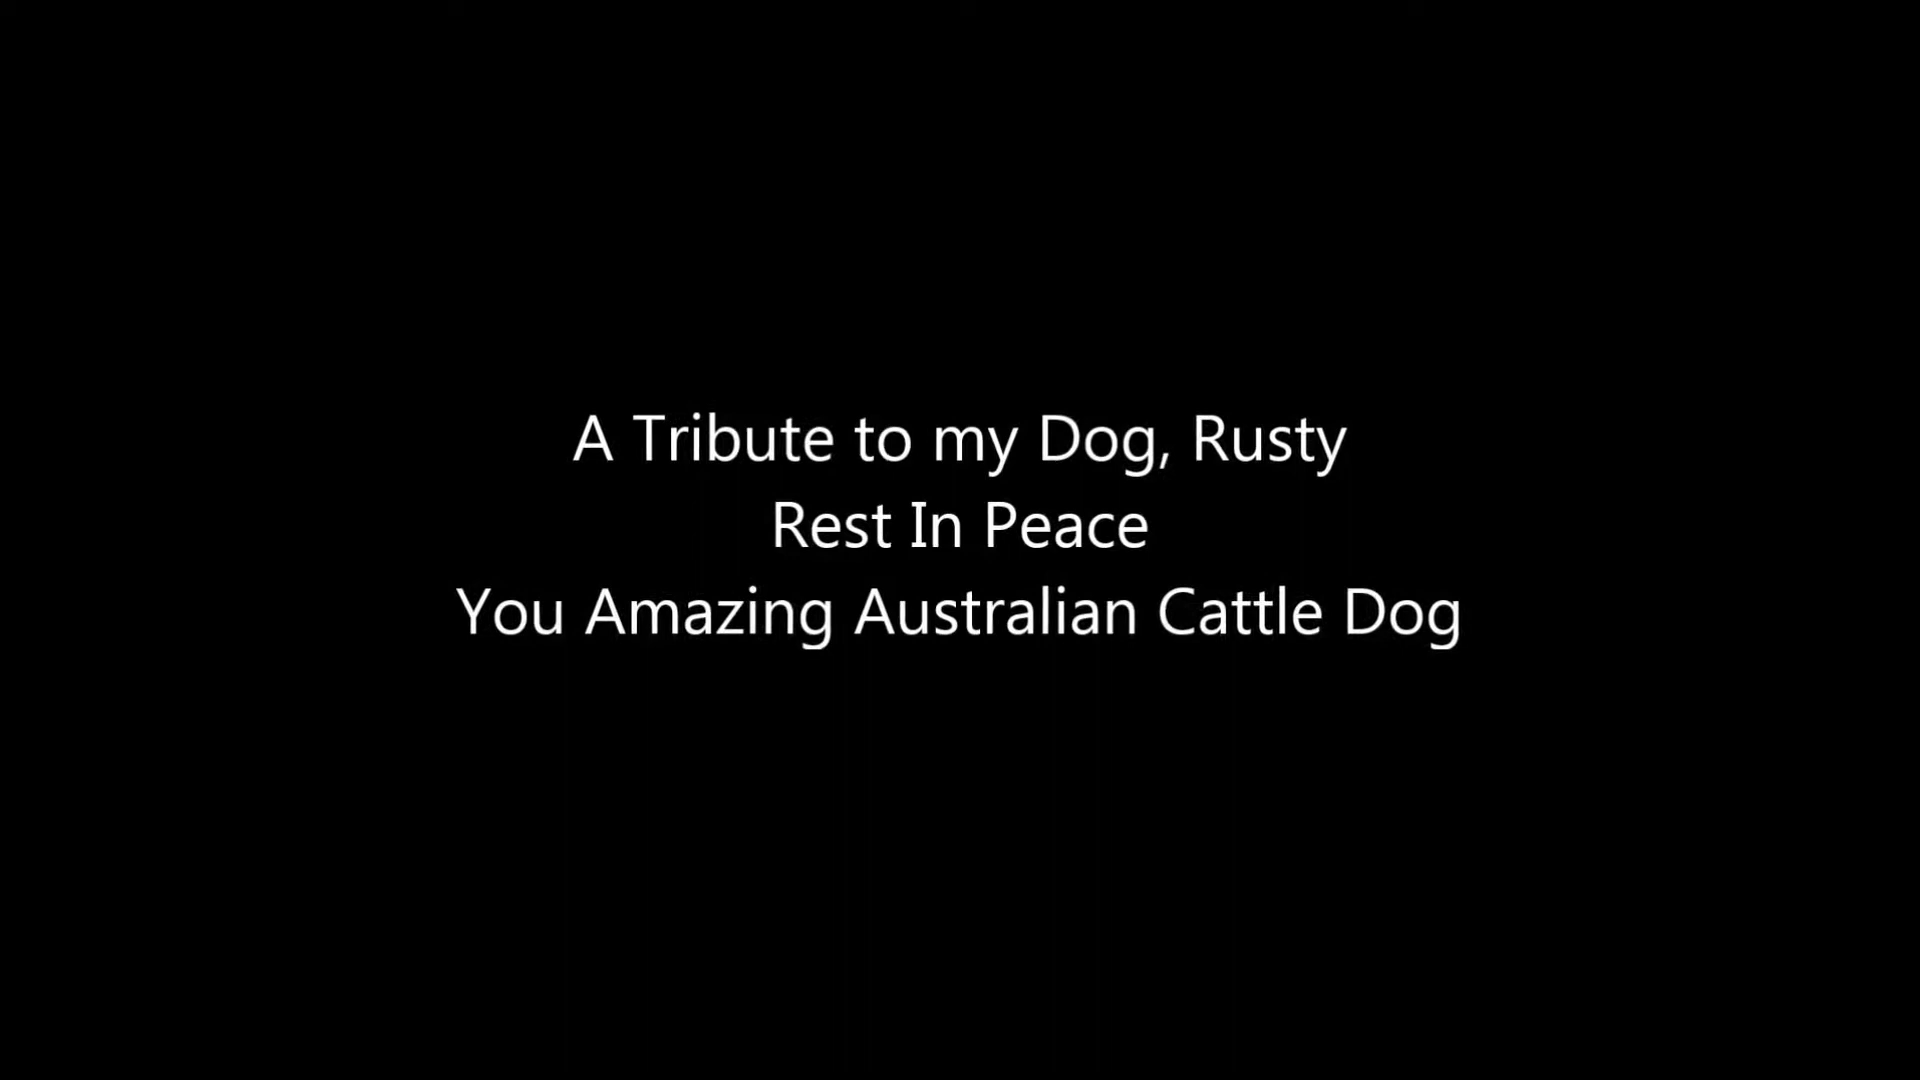 A Tribute to my Dog, Rusty
Rest In Peace
You Amazing Australian Cattle Dog